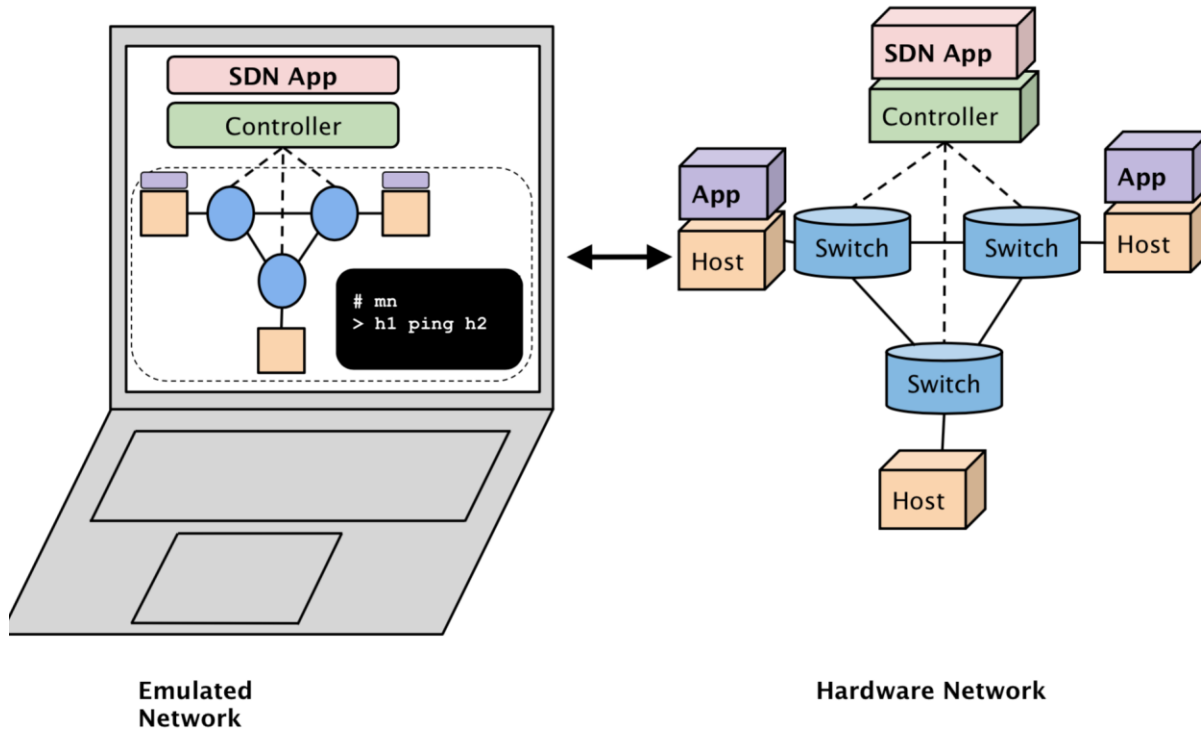 SDN App
Controller
# mn
> h1 ping h2
SDN App
Controller
App
App
Host
Switch
Switch
Host
Switch
Host
Emulated
Network
Hardware Network